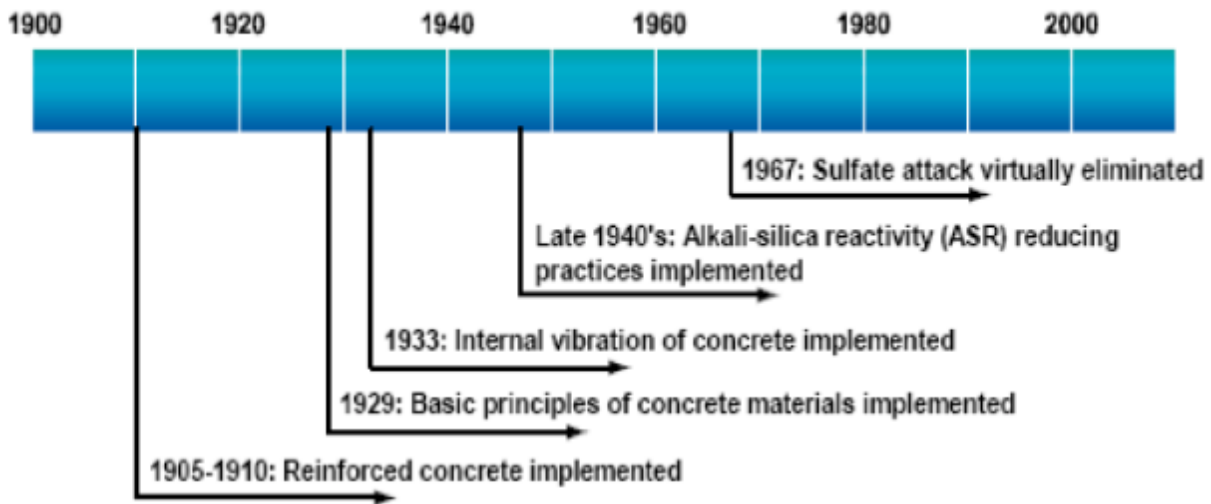 1900 1920 1940 1960 1980 2000
1967: Sulfate attack virtually eliminated
Late 1940's: Alkali-silica reactivity (ASR) reducing
practices implemented
1933: Internal vibration of concrete implemented
1929: Basic principles of concrete materials implemented
1905-1910: Reinforced concrete implemented